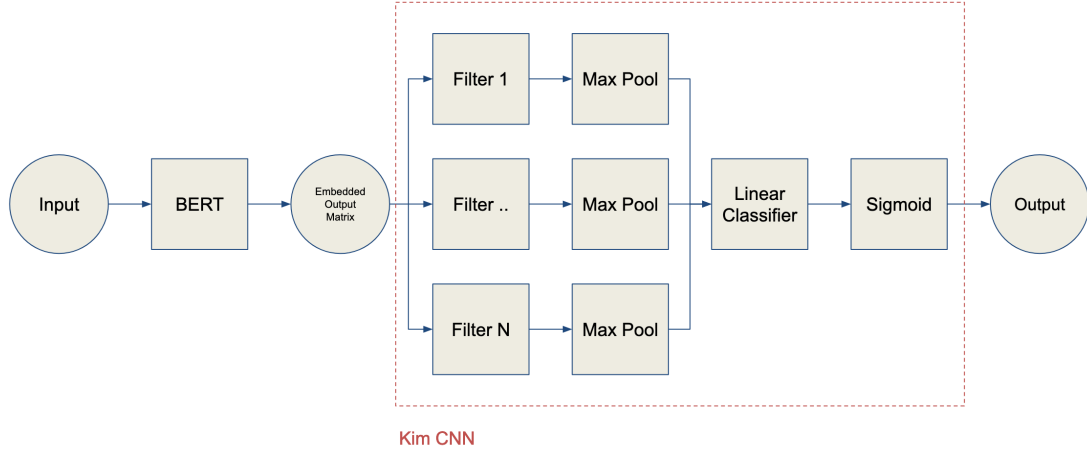 Filter 1
Max Pool
Input
BERT
Embedded
Output
Matrix
Filter ..
Max Pool
Linear
Classifier
Sigmoid
Output
Filter N
Max Pool
Kim CNN